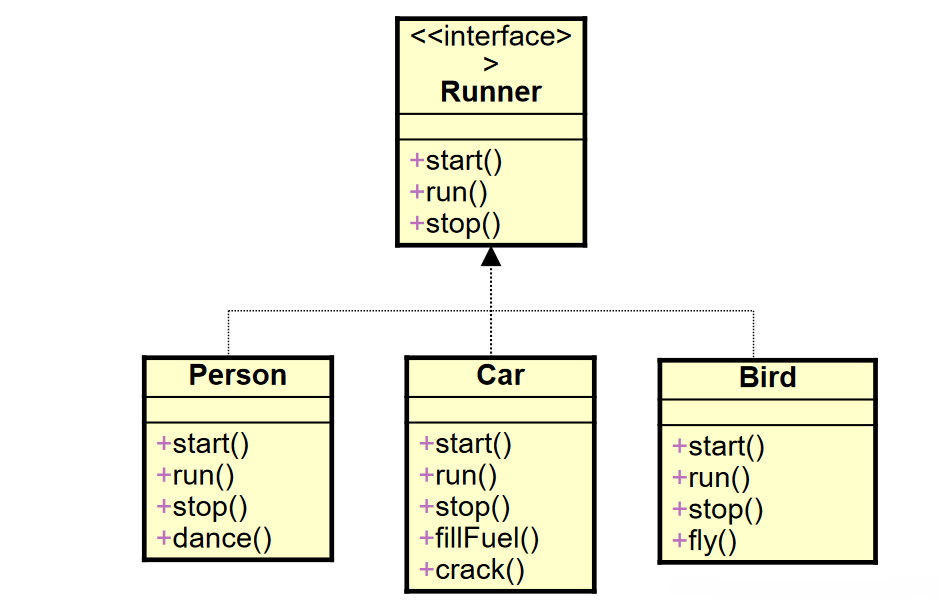 <<interface>
>
Runner
+start()
+run()
+stop()
Person
+start()
+run()
+stop()
+dance()
Car
+start()
+run()
+stop()
+fillFuel()
+crack()
Bird
+start()
+run()
+stop()
+fly()